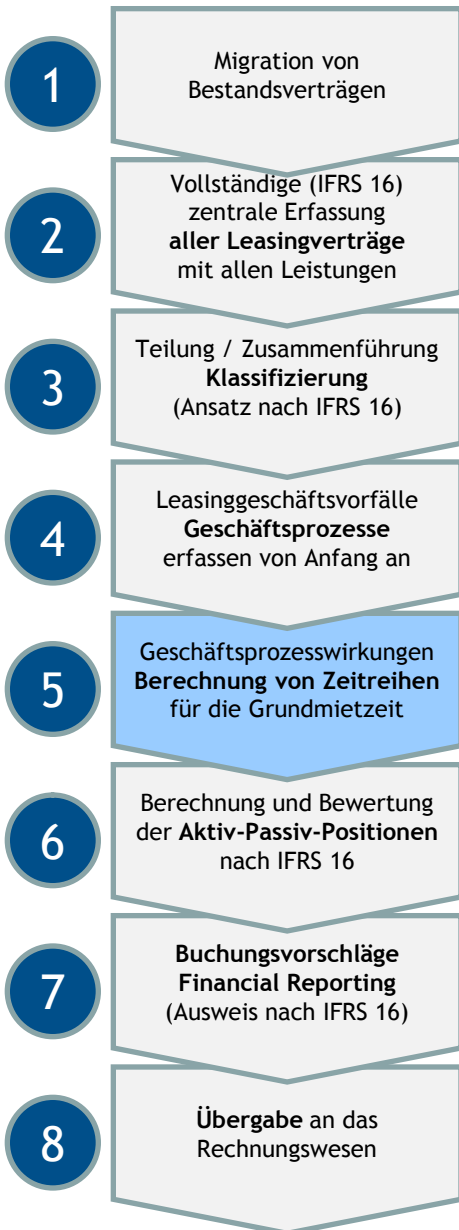 1
Migration von
Bestandsverträgen
2
Vollständige (IFRS 16)
zentrale Erfassung
aller Leasingverträge
mit allen Leistungen
3
Teilung / Zusammenführung
Klassifizierung
(Ansatz nach IFRS 16)
4
Leasinggeschäftsvorfälle
Geschäftsprozesse
erfassen von Anfang an
5
Geschäftsprozesswirkungen
Berechnung von Zeitreihen
für die Grundmietzeit
6
Berechnung und Bewertung
der Aktiv-Passiv-Positionen
nach IFRS 16
7
Buchungsvorschläge
Financial Reporting
(Ausweis nach IFRS 16)
8
Übergabe an das
Rechnungswesen